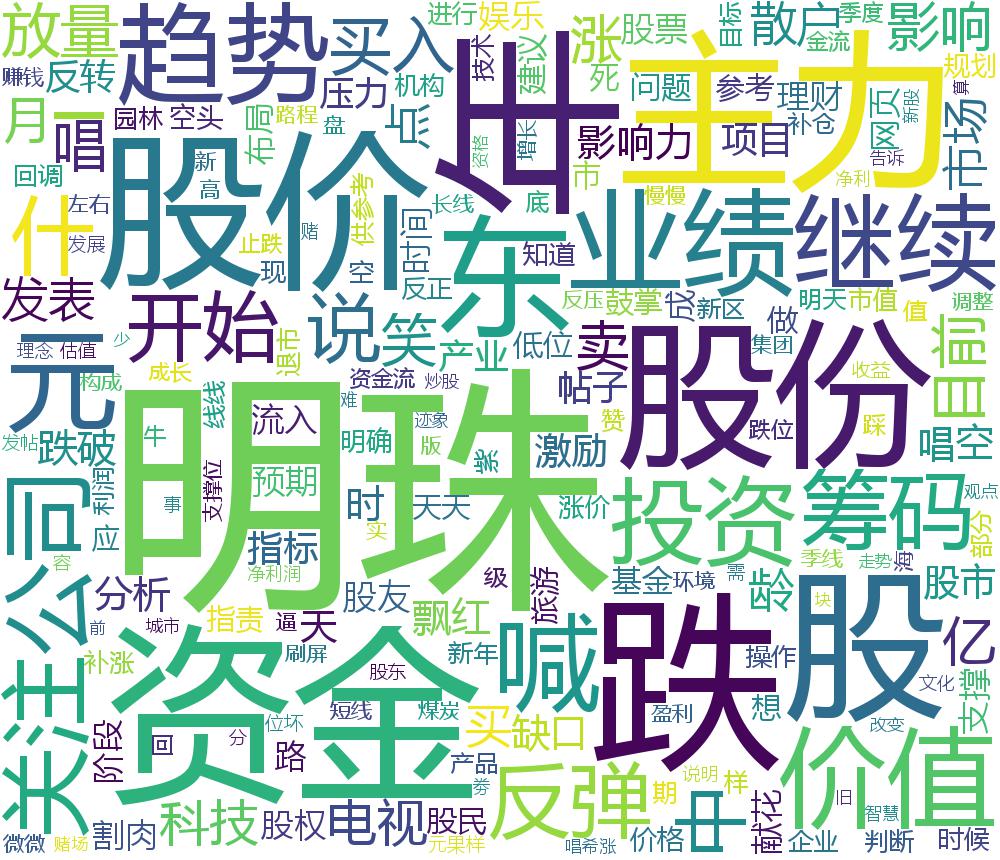 放量
趋势
买入
进行
娱乐
技术
建议
涨
股票
目标
散户
季度
金流
影响
赚钱
反转
压力
机构
死
问题
参考
理财
规划
月一
唱
园林
空头
路程
盘
点
布局
年
资格
增长
影响力
主力
项目
补仓
网页
新股
算
市场
告诉
回调
新
高
股价
供参考
长线
底
市
慢慢
净利
什
左右
发展
止跌
赌
现
空
时间
反正
东
知道
业绩
继续
发表
开始
说
笑
产业
低位
反压
鼓掌
成
新区
明天
市值
值
调整
元
理念
估值
少
退市
资金流
炒股
卖
帖子
做
集团
股份
收益
目前
构成
成长
线线
难
迹象
流入
明确
版
紫
激励
赞
跌位
踩
唱空
发帖
跌破
牛
明珠
预期
时
天天
涨价
投资
筹码
观点
关注公司
利润
事
支撑位
应
指标
实
季线
走势
海
部分
容
净利润
级
旅游
基金
环境
需
龄
块
股市
分析
指责
逼
天
股友
飘红
喊
跌
股
亿
前
城市
补涨
刷屏
新年
操作
文化
支撑
资金
股东
位坏
短线
煤炭
买
缺口
盈利
想
改变
阶段
回
分
路
产品
劵
反弹
期
说明
样
中
献花
价值
旧
智慧
微微
赌场
割肉
科技
股权
电视
股民
元果样
唱希涨
价格
企业
判断
时候